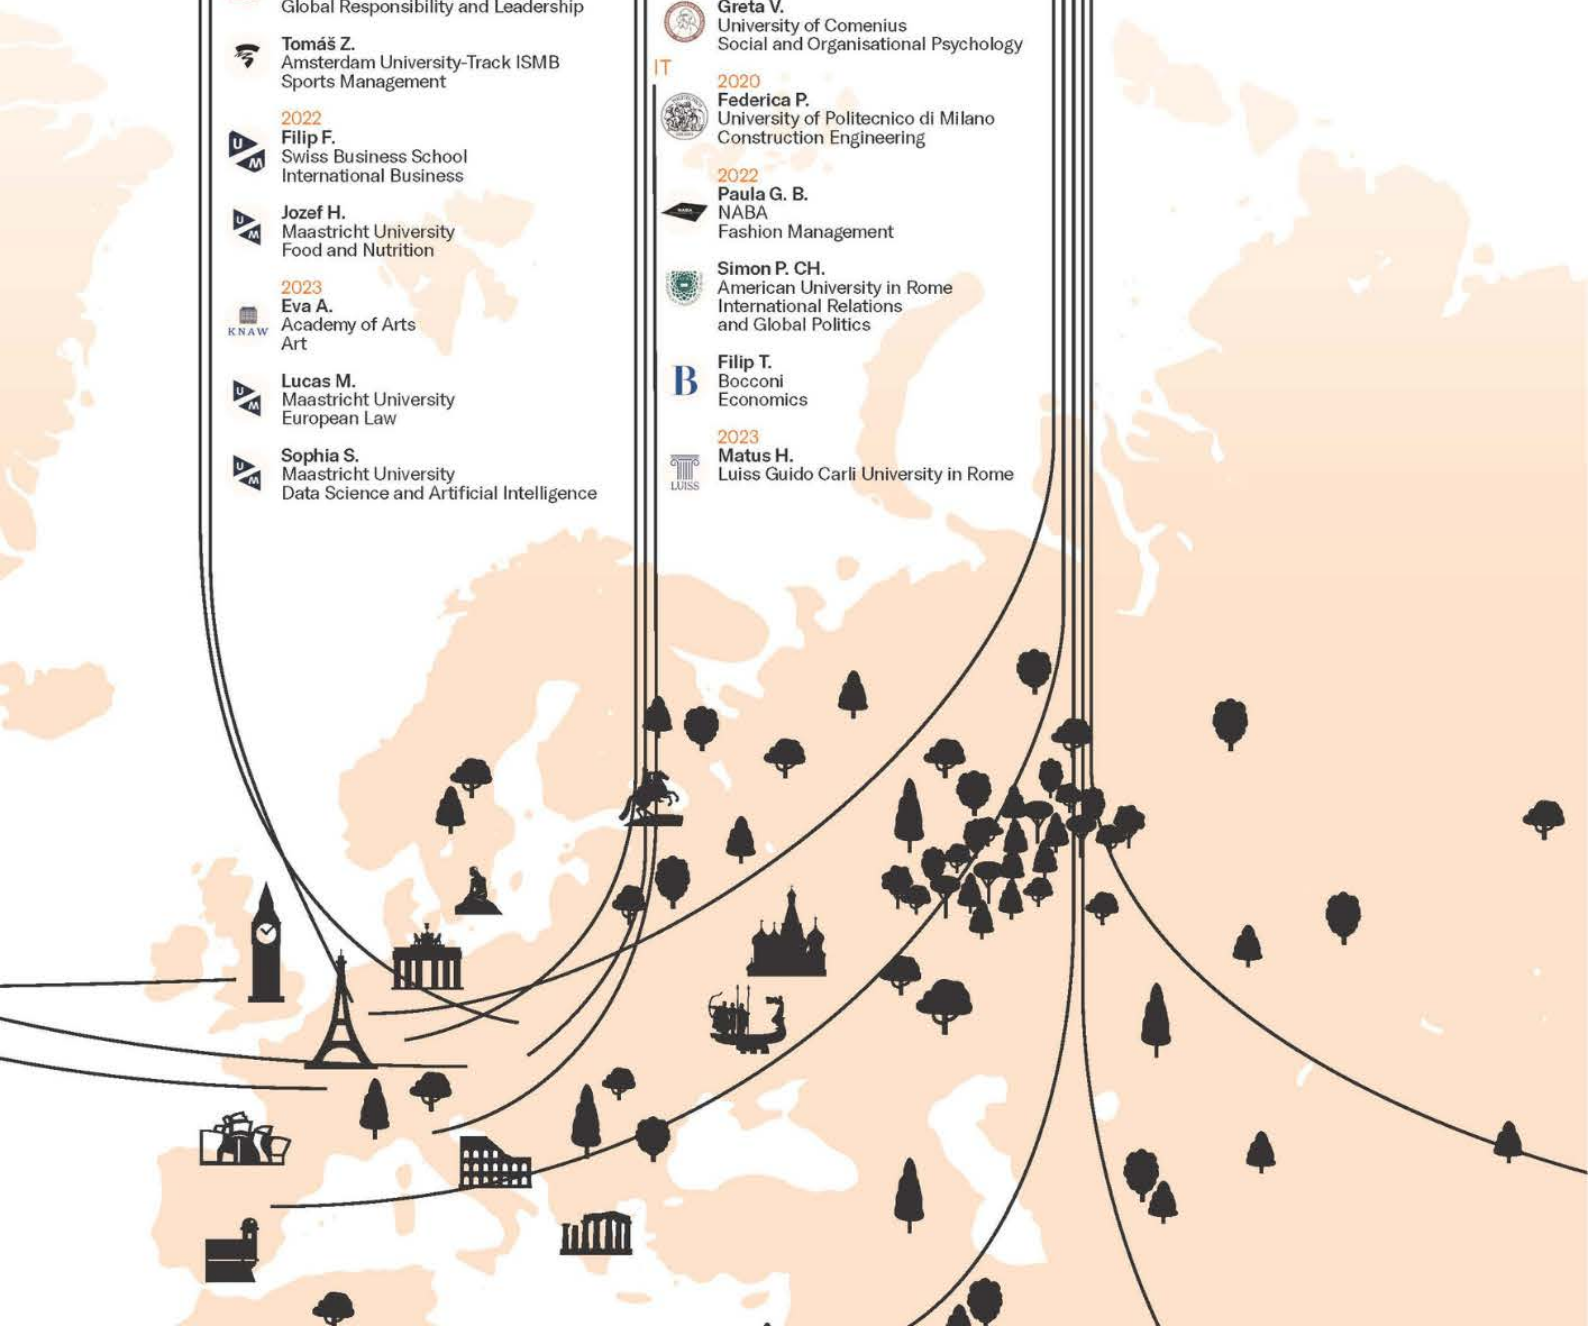 Global Responsibility and Leadership
Tomáš Z.
Amsterdam University-Track ISMB
Sports Management
2022
U M
Filip F.
Swiss Business School
International Business
U M
Jozef H.
Maastricht University
Food and Nutrition
2023
KNAW
Eva A.
Academy of Arts
Art
U M
Lucas M.
Maastricht University
European Law
U M
Sophia S.
Maastricht University
Data Science and Artificial Intelligence
Greta V.
University of Comenius
Social and Organisational Psychology
IT
2020
Federica P.
University of Politecnico di Milano
Construction Engineering
2022
Paula G. B.
NABA
Fashion Management
Simon P. CH.
American University in Rome
International Relations
and Global Politics
B
Filip T.
Bocconi
Economics
2023
LUISS
Matus H.
Luiss Guido Carli University in Rome